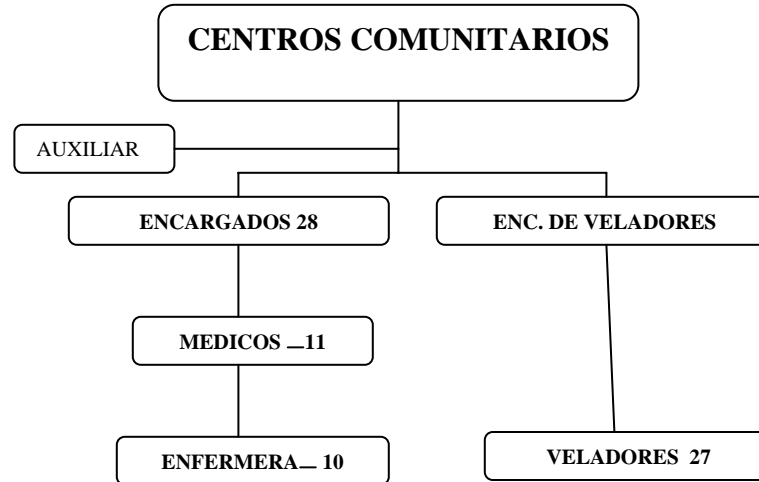 CENTROS COMUNITARIOS
AUXILIAR
ENCARGADOS 28
ENC. DE VELADORES
MEDICOS _11
ENFERMERA_ 10
VELADORES 27